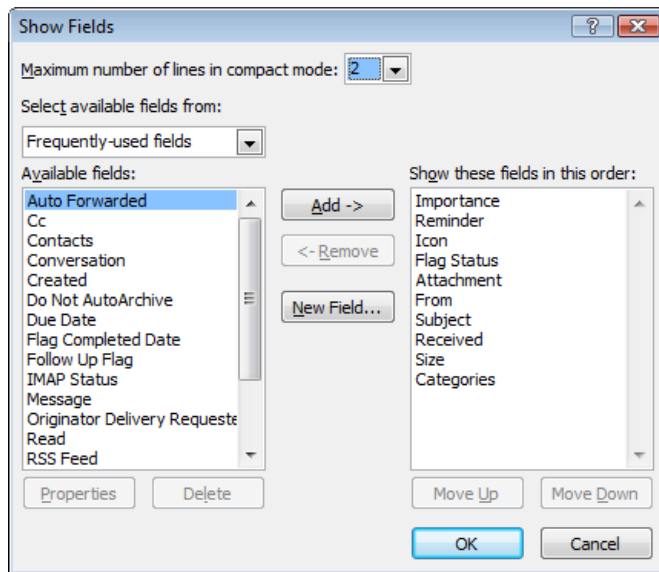 Show Fields
Maximum number of lines in compact mode: 2
Select available fields from:
Frequently-used fields
Available fields:
Auto Forwarded
Cc
Contacts
Conversation
Created
Do Not AutoArchive
Due Date
Flag Completed Date
Follow Up Flag
IMAP Status
Message
Originator Delivery Requeste
Read
RSS Feed
Properties
Delete
Add ->
<- Remove
New Field...
Show these fields in this order:
Importance
Reminder
Icon
Flag Status
Attachment
From
Subject
Received
Size
Categories
Move Up
Move Down
OK
Cancel